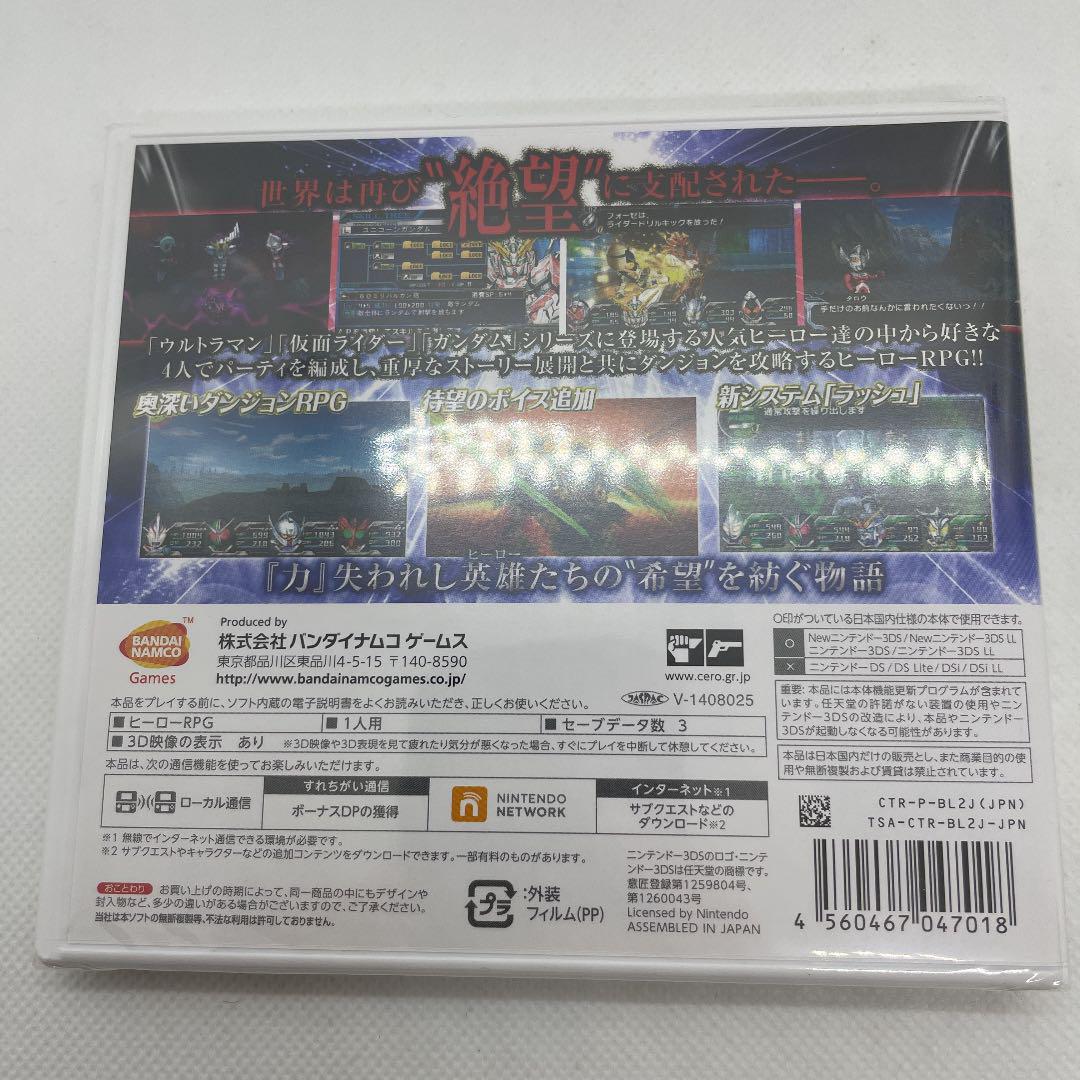 世界は再び"絶望"に支配された――。
ユニコーンガンダム
フォーゼは、
ライダードリルキックを放った！
タロウ
手だけのお前なんかに言われたくないっ！！
「ウルトラマン」「仮面ライダー」「ガンダム」シリーズに登場する人気ヒーロー達の中から好きな
4人でパーティを編成し、重厚なストーリー展開と共にダンジョンを攻略するヒーローRPG!!
奥深いダンジョンRPG
待望のボイス追加
新システム「ラッシュ」
通常攻撃を繰り出します
ヒーロー
『力』失われし英雄たちの"希望"を紡ぐ物語
BANDAI
NAMCO
Games
TM
Produced by
株式会社 バンダイナムコ ゲームス
東京都品川区東品川4-5-15 〒140-8590
http://www.bandainamcogames.co.jp/
www.cero.gr.jp
JASRAC V-1408025
本品をプレイする前に、ソフト内蔵の電子説明書をよくお読みいただき、正しくお使いください。
■ヒーローRPG
■1人用
■セーブデータ数 3
■3D映像の表示 あり ※3D映像や3D表現を見て疲れたり気分が悪くなった場合、すぐにプレイを中断して休憩してください。
本品は、次の通信機能を使ってお楽しみいただけます。
ローカル通信
すれちがい通信
ボーナスDPの獲得
NINTENDO
NETWORK
インターネット※1
サブクエストなどの
ダウンロード※2
※1 無線でインターネット通信できる環境が必要です。
※2 サブクエストやキャラクターなどの追加コンテンツをダウンロードできます。一部有料のものがあります。
おことわり お買い上げの時期によって、同一商品の中にもデザインや
封入物など、多少の違いがある場合がございますので、ご了承ください。
当社は本ソフトの無断複製等、不法な利用は許可しておりません。
プラ
:外装
フィルム(PP)
○印がついている日本国内仕様の本体で使用できます。
○ Newニンテンドー3DS/Newニンテンドー3DS LL
ニンテンドー3DS/ニンテンドー3DS LL
× ニンテンドーDS/DS Lite/DSi/DSi LL
重要: 本品には本体機能更新プログラムが含まれて
います。任天堂の許諾がない装置の使用やニン
テンドー3DSの改造により、本品やニンテンドー
3DSが起動しなくなる可能性があります。
本品は日本国内だけの販売とし、また商業目的の使
用や無断複製および賃貸は禁止されています。
CTR-P-BL2J(JPN)
TSA-CTR-BL2J-JPN
ニンテンドー3DSのロゴ・ニンテ
ンドー3DSは任天堂の商標です。
意匠登録第1259804号、
第1260043号
Licensed by Nintendo
ASSEMBLED IN JAPAN
4 560467 047018